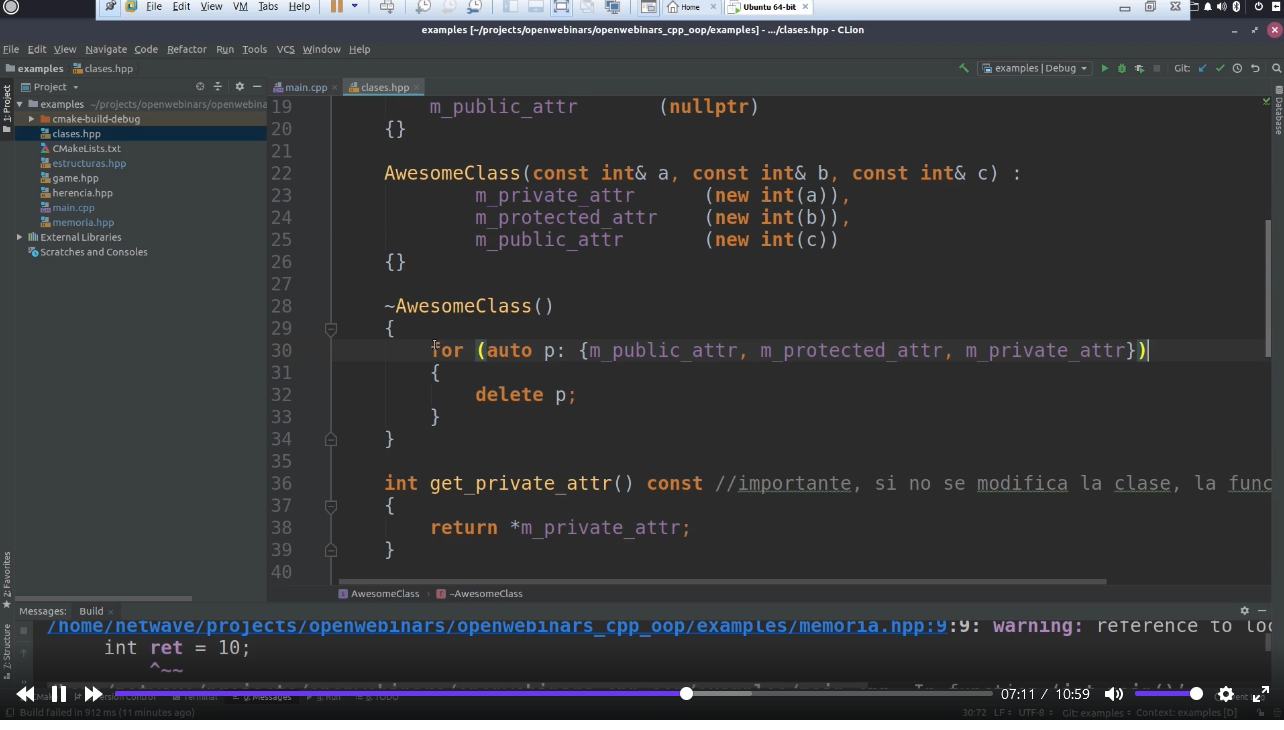 File Edit View VM Tabs Help Home × Ubuntu 64-bit ×
examples [~/projects/openwebinars/openwebinars_cpp_oop/examples] - .../clases.hpp - CLion
File Edit View Navigate Code Refactor Run Tools VCS Window Help
examples clases.hpp examples | Debug Git:
Project main.cpp × clases.hpp ×
1: Project
Database
examples ~/projects/openwebinars/openwebina
cmake-build-debug
clases.hpp
CMakeLists.txt
estructuras.hpp
game.hpp
herencia.hpp
main.cpp
memoria.hpp
External Libraries
Scratches and Consoles
19 m_public_attr (nullptr)
20 {}
21
22 AwesomeClass(const int& a, const int& b, const int& c) :
23 m_private_attr (new int(a)),
24 m_protected_attr (new int(b)),
25 m_public_attr (new int(c))
26 {}
27
28 ~AwesomeClass()
29 {
30 for (auto p: {m_public_attr, m_protected_attr, m_private_attr})
31 {
32 delete p;
33 }
34 }
35
36 int get_private_attr() const //importante, si no se modifica la clase, la func
37 {
38 return *m_private_attr;
39 }
40
AwesomeClass › ~AwesomeClass
2: Favorites
7: Structure
Messages: Build ×
/home/netwave/projects/openwebinars/openwebinars_cpp_oop/examples/memoria.hpp:9:9: warning: reference to loc
int ret = 10;
^~~
07:11 / 10:59
Build failed in 912 ms (11 minutes ago) 30:72 LF UTF-8 Git: examples Context: examples [D]